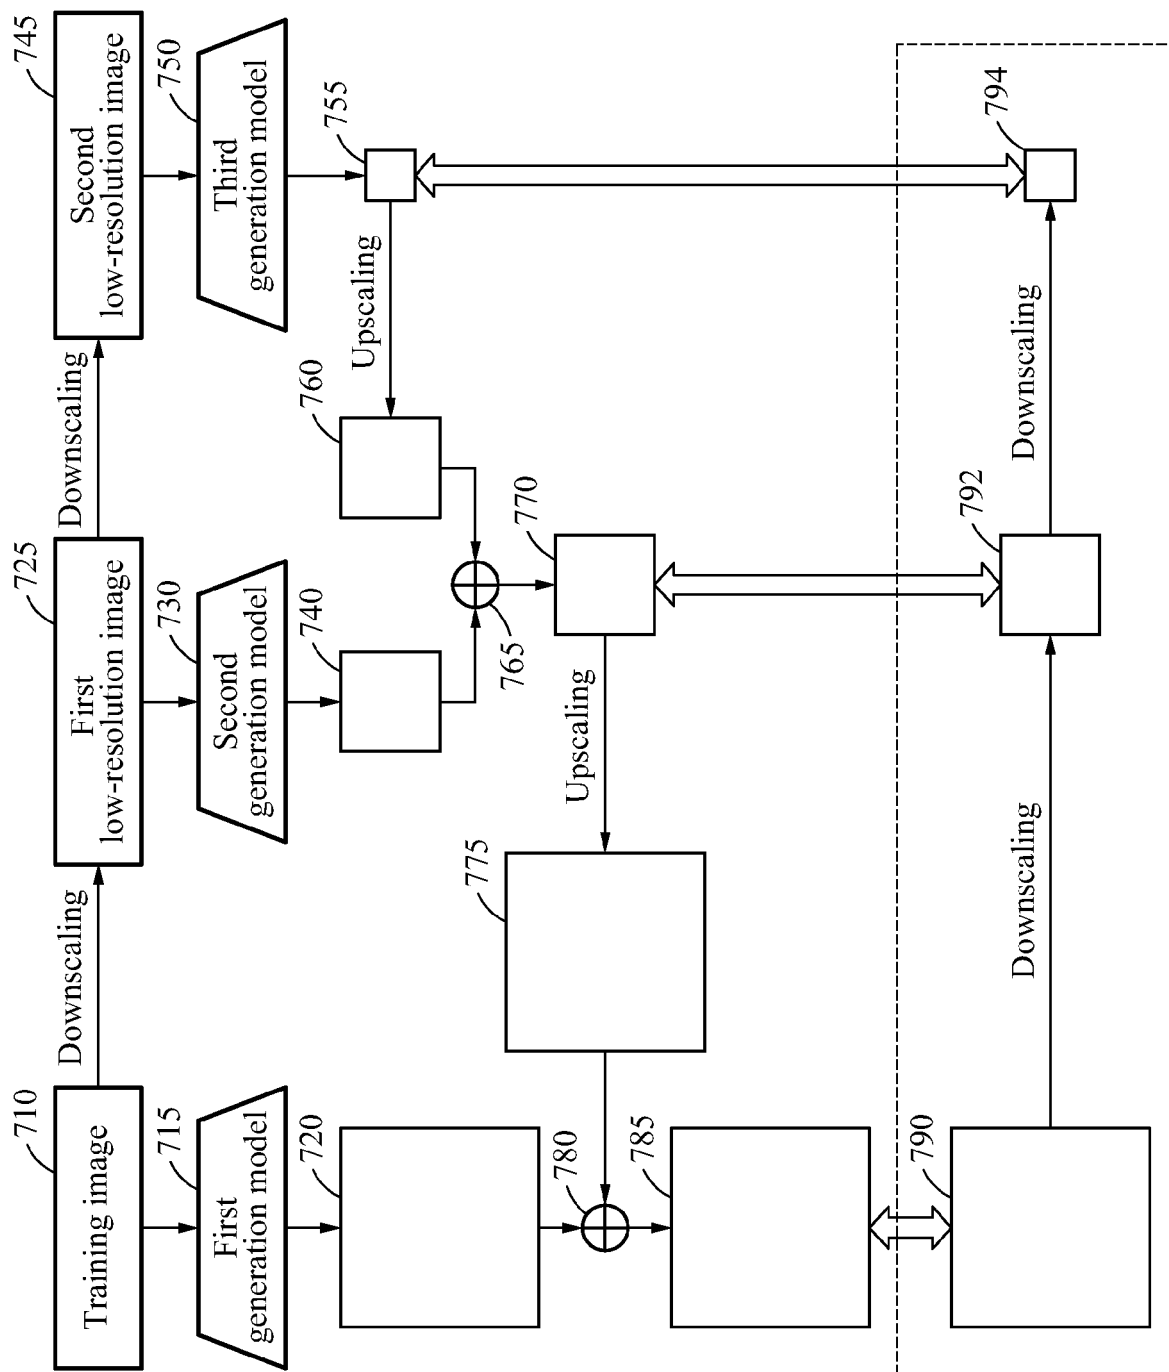 710
Training image
Downscaling
725
First
low-resolution image
Downscaling
745
Second
low-resolution image
715
First
generation model
730
Second
generation model
750
Third
generation model
720
740
760
Upscaling
755
765
770
775
Upscaling
780
785
790
Downscaling
792
Downscaling
794